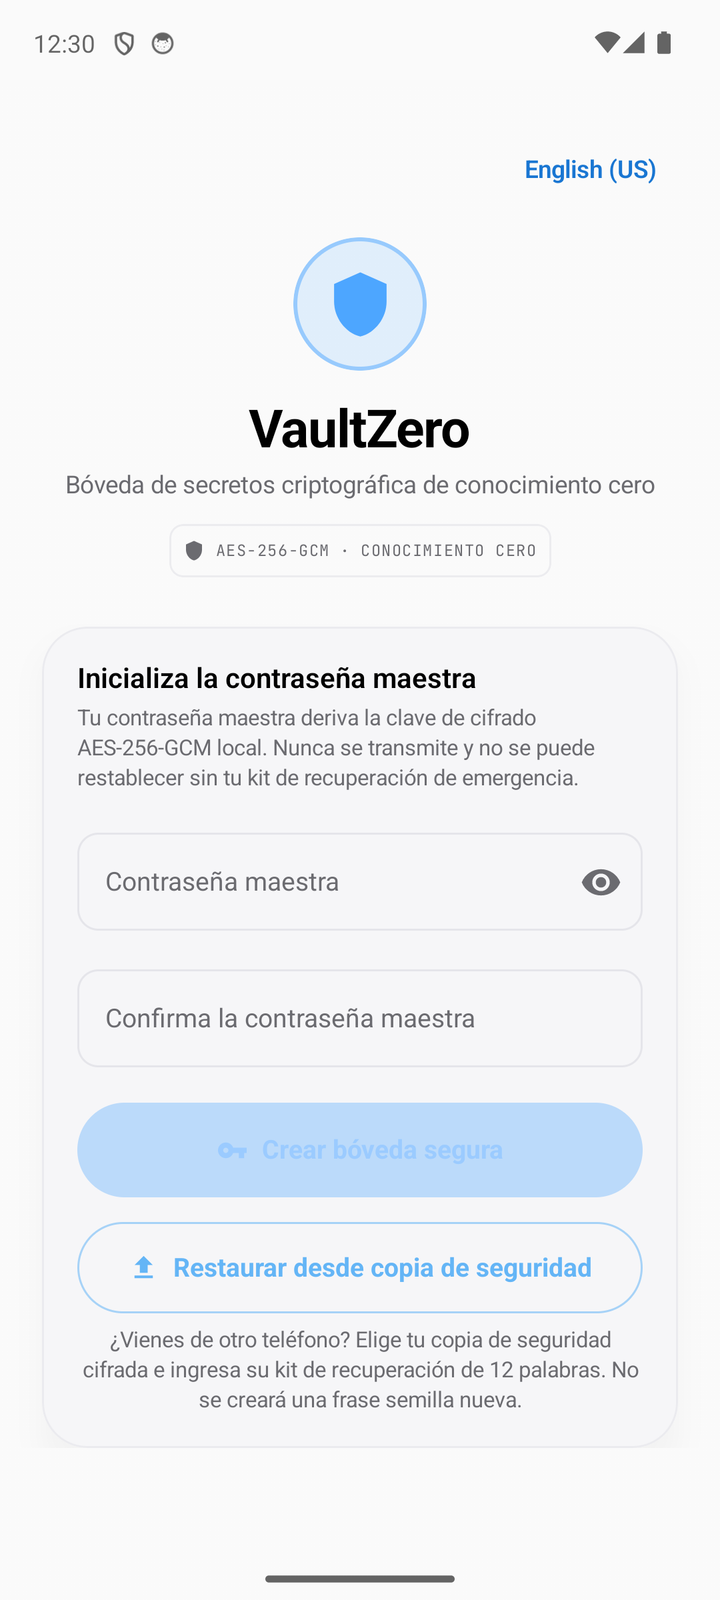 12:30
English (US)
VaultZero
Bóveda de secretos criptográfica de conocimiento cero
AES-256-GCM · CONOCIMIENTO CERO
Inicializa la contraseña maestra
Tu contraseña maestra deriva la clave de cifrado
AES-256-GCM local. Nunca se transmite y no se puede
restablecer sin tu kit de recuperación de emergencia.
Contraseña maestra
Confirma la contraseña maestra
Crear bóveda segura
Restaurar desde copia de seguridad
¿Vienes de otro teléfono? Elige tu copia de seguridad
cifrada e ingresa su kit de recuperación de 12 palabras. No
se creará una frase semilla nueva.